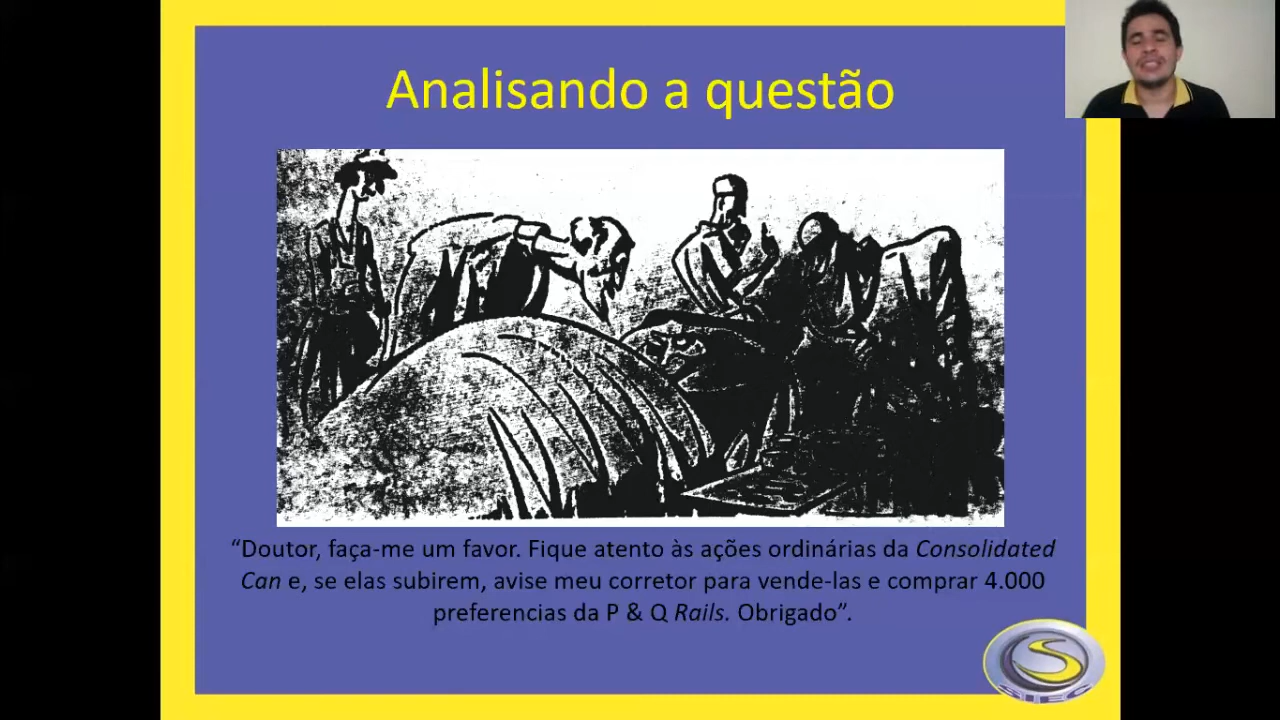 Analisando a questão
“Doutor, faça-me um favor. Fique atento às ações ordinárias da Consolidated
Can e, se elas subirem, avise meu corretor para vende-las e comprar 4.000
preferencias da P & Q Rails. Obrigado”.